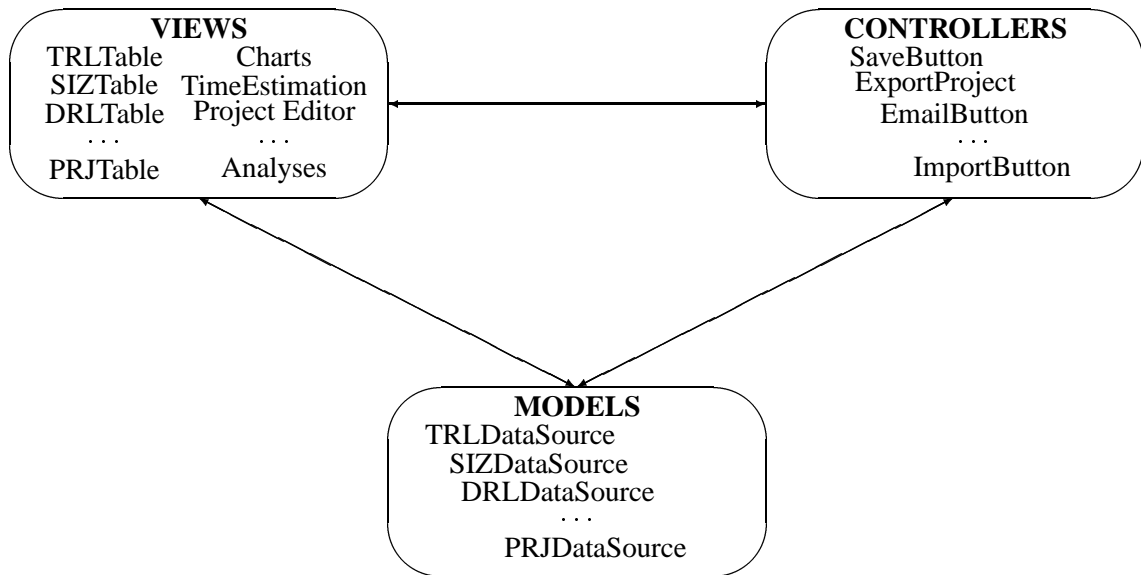 VIEWS
TRLTable Charts
SIZTable TimeEstimation
DRLTable Project Editor
. . . . . .
PRJTable Analyses
CONTROLLERS
SaveButton
ExportProject
EmailButton
. . .
ImportButton
MODELS
TRLDataSource
SIZDataSource
DRLDataSource
. . .
PRJDataSource